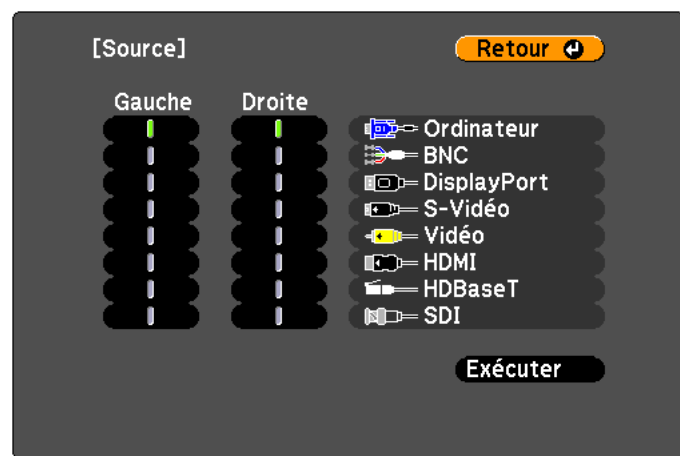 [Source]
Retour
Gauche Droite
Ordinateur
BNC
DisplayPort
S-Vidéo
Vidéo
HDMI
HDBaseT
SDI
Exécuter